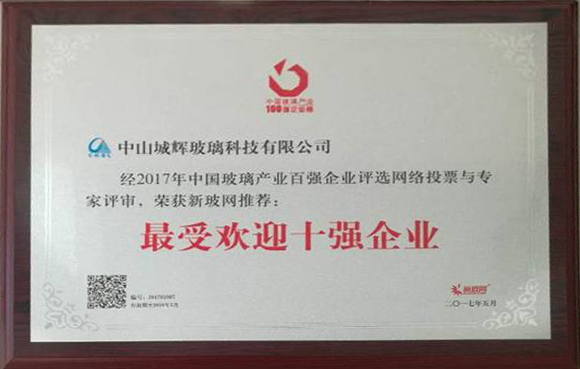 中国玻璃产业
100强企业榜
中山城辉玻璃科技有限公司
经2017年中国玻璃产业百强企业评选网络投票与专
家评审，荣获新玻网推荐：
最受欢迎十强企业
编号：
二〇一七年五月